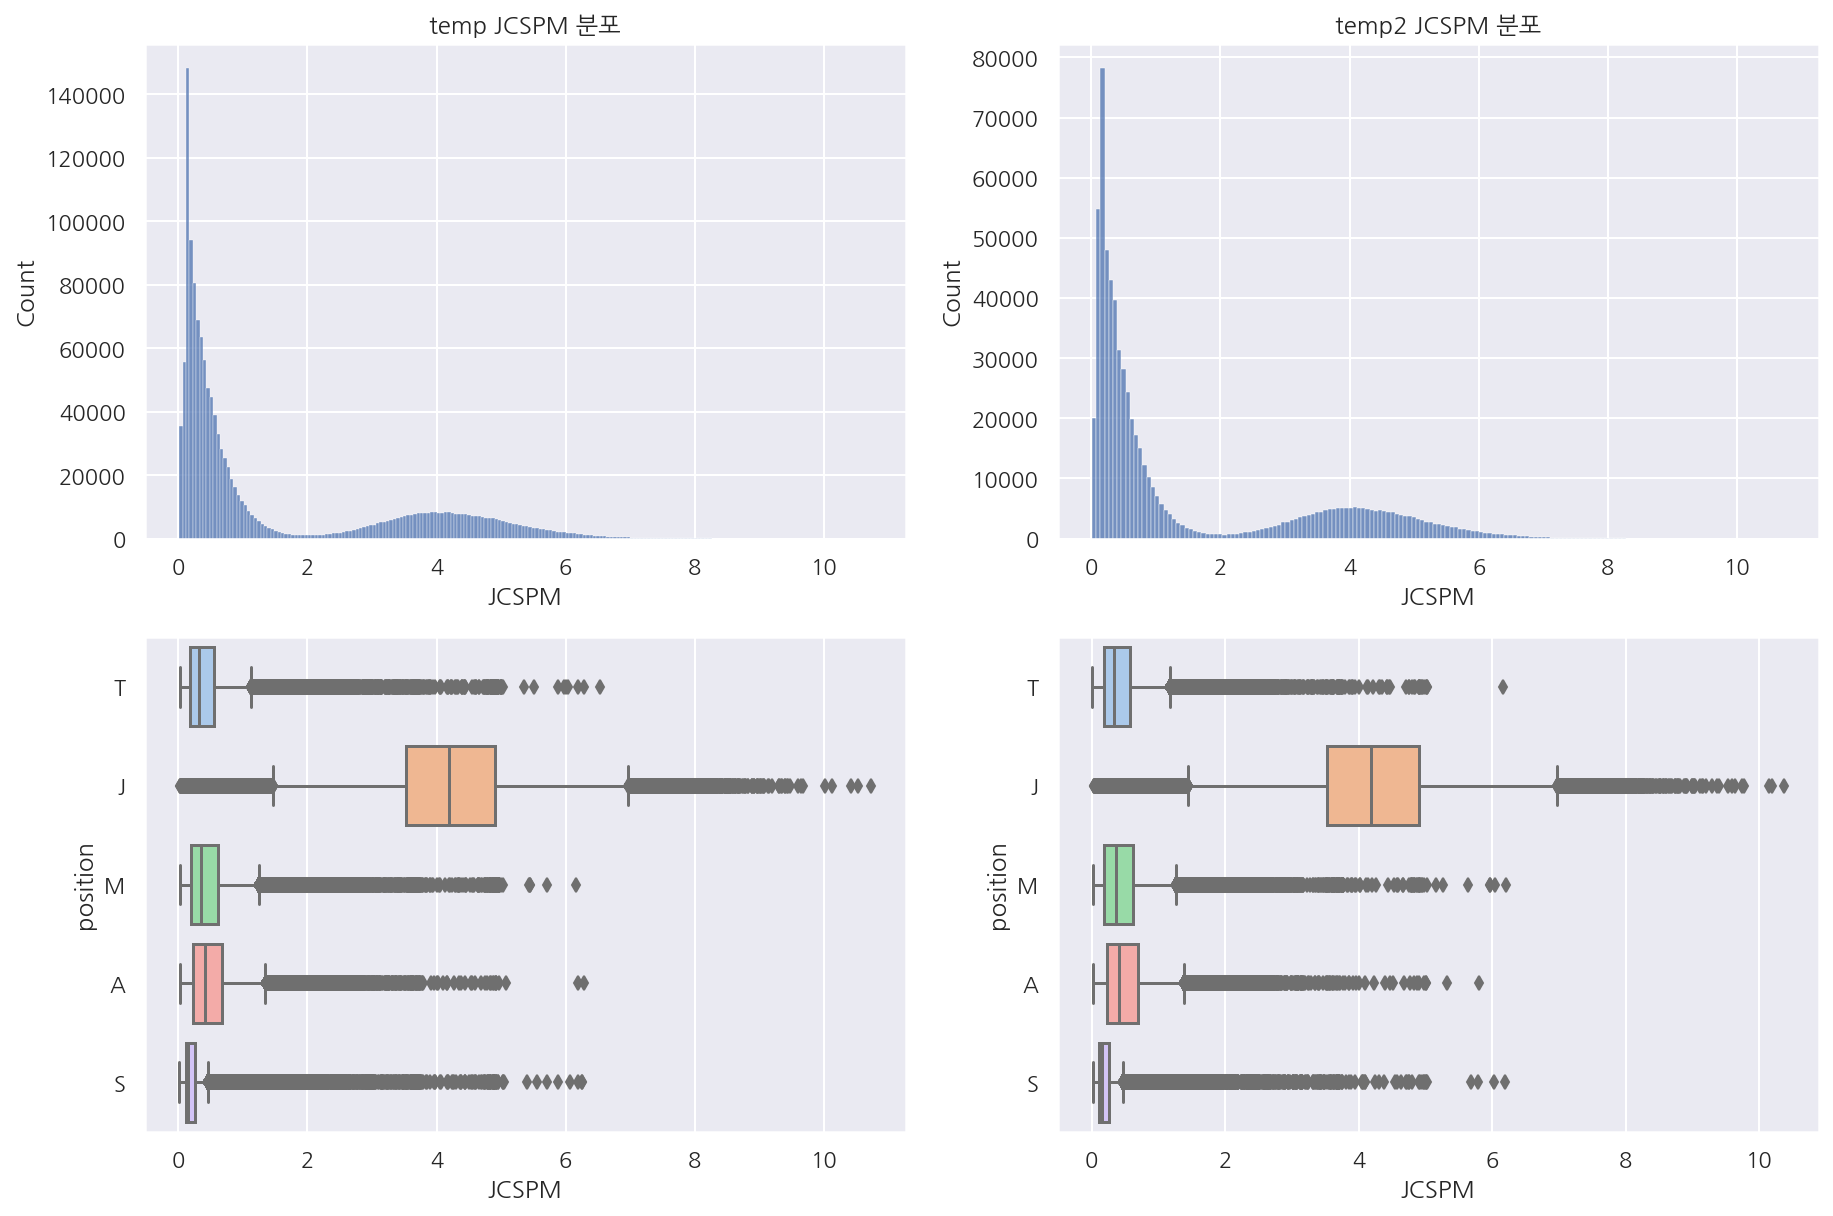 temp JCSPM 분포
140000
120000
100000
80000
60000
40000
20000
0
Count
0 2 4 6 8 10
JCSPM
temp2 JCSPM 분포
80000
70000
60000
50000
40000
30000
20000
10000
0
Count
0 2 4 6 8 10
JCSPM
T
J
M
A
S
position
0 2 4 6 8 10
JCSPM
T
J
M
A
S
position
0 2 4 6 8 10
JCSPM